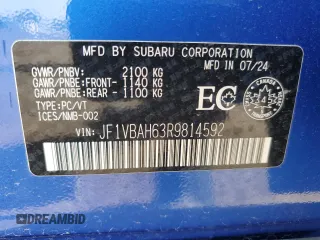 MFD BY SUBARU CORPORATION
GVWR/PNBV: 2100 KG
MFD IN 07/24
GAWR/PNBE:FRONT- 1140 KG
GAWR/PNBE:REAR - 1100 KG
TYPE:PC/VT
ICES/NMB-002
EC
CANADA
VIN: JF1VBAH63R9814592
DREAMBID